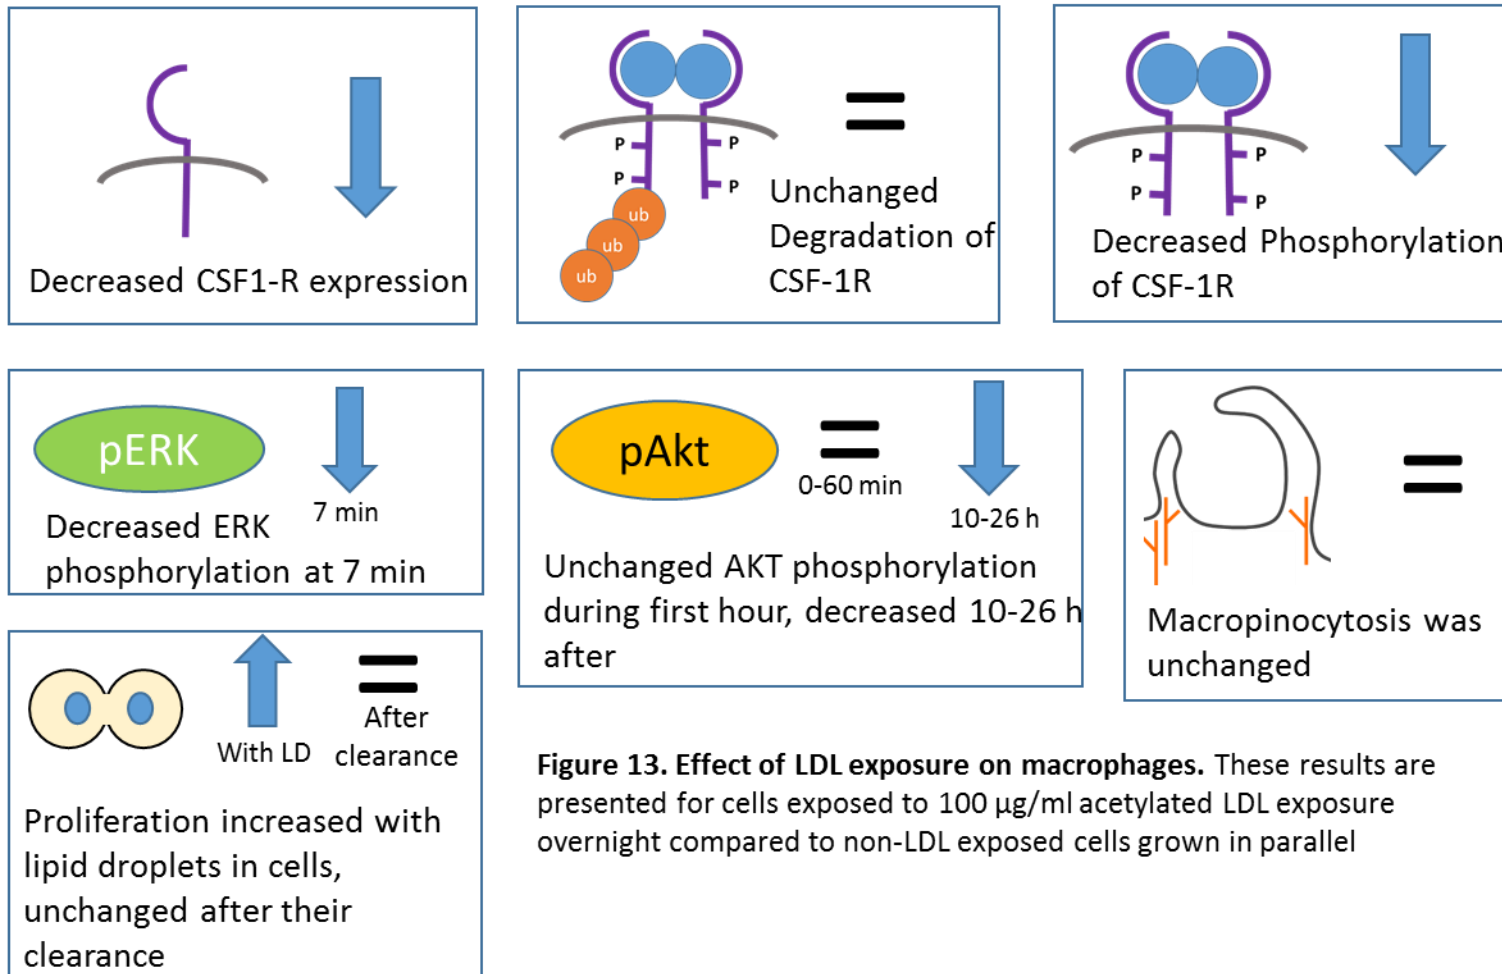 Decreased CSF1-R expression
P
P
P
P
ub
ub
ub
=
Unchanged
Degradation of
CSF-1R
P
P
P
P
Decreased Phosphorylation
of CSF-1R
pERK
7 min
Decreased ERK
phosphorylation at 7 min
pAkt
=
0-60 min
10-26 h
Unchanged AKT phosphorylation
during first hour, decreased 10-26 h
after
=
Macropinocytosis was
unchanged
With LD
=
After
clearance
Proliferation increased with
lipid droplets in cells,
unchanged after their
clearance
Figure 13. Effect of LDL exposure on macrophages. These results are
presented for cells exposed to 100 µg/ml acetylated LDL exposure
overnight compared to non-LDL exposed cells grown in parallel